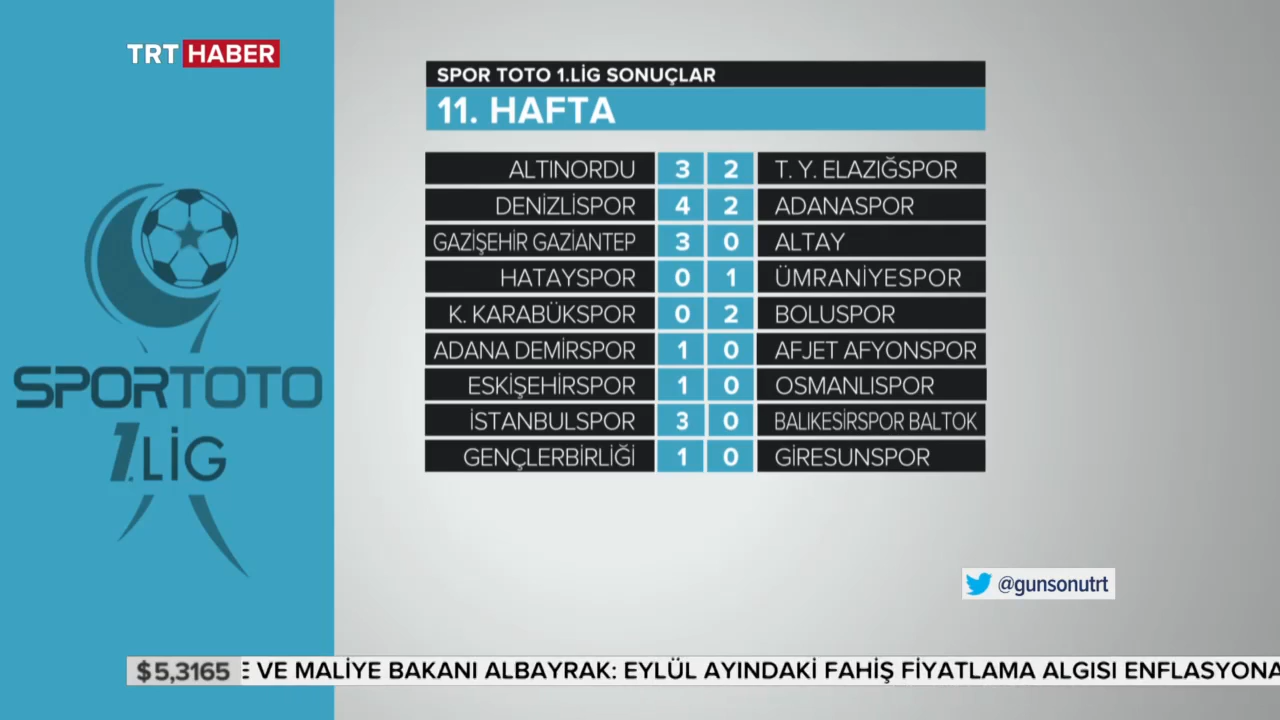 TRT HABER
SPOR TOTO 1.LİG SONUÇLAR
11. HAFTA
ALTINORDU 3 2 T. Y. ELAZIĞSPOR
DENİZLİSPOR 4 2 ADANASPOR
GAZİŞEHİR GAZİANTEP 3 0 ALTAY
HATAYSPOR 0 1 ÜMRANİYESPOR
K. KARABÜKSPOR 0 2 BOLUSPOR
ADANA DEMİRSPOR 1 0 AFJET AFYONSPOR
ESKİŞEHİRSPOR 1 0 OSMANLISPOR
İSTANBULSPOR 3 0 BALIKESİRSPOR BALTOK
GENÇLERBİRLİĞİ 1 0 GİRESUNSPOR
SPORTOTO
1.LİG
@gunsonutrt
$5,3165 E VE MALİYE BAKANI ALBAYRAK: EYLÜL AYINDAKİ FAHİŞ FİYATLAMA ALGISI ENFLASYONA